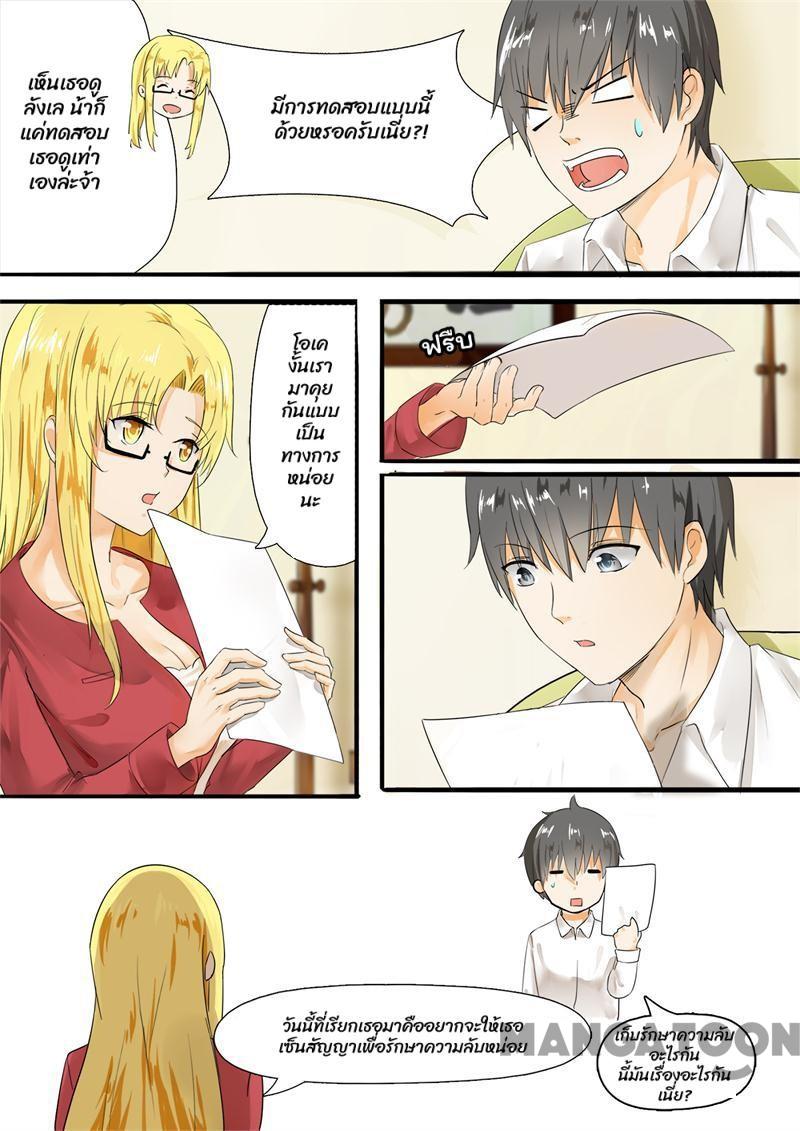 มีการทดสอบแบบนี้
ด้วยหรอครับเนี่ย?!
เห็นเธอดู
ลังเล น้าก็
แค่ทดสอบ
เธอดูเท่า
เองล่ะจ้า
โอเค
งั้นเรา
มาคุย
กันแบบ
เป็น
ทางการ
หน่อย
นะ
ฟรึบ
วันนี้ที่เรียกเธอมาคืออยากจะให้เธอ
เซ็นสัญญาเพื่อรักษาความลับหน่อย
MANGATOON
เก็บรักษาความลับ
อะไรกัน
นี้มันเรื่องอะไรกัน
เนี่ย?